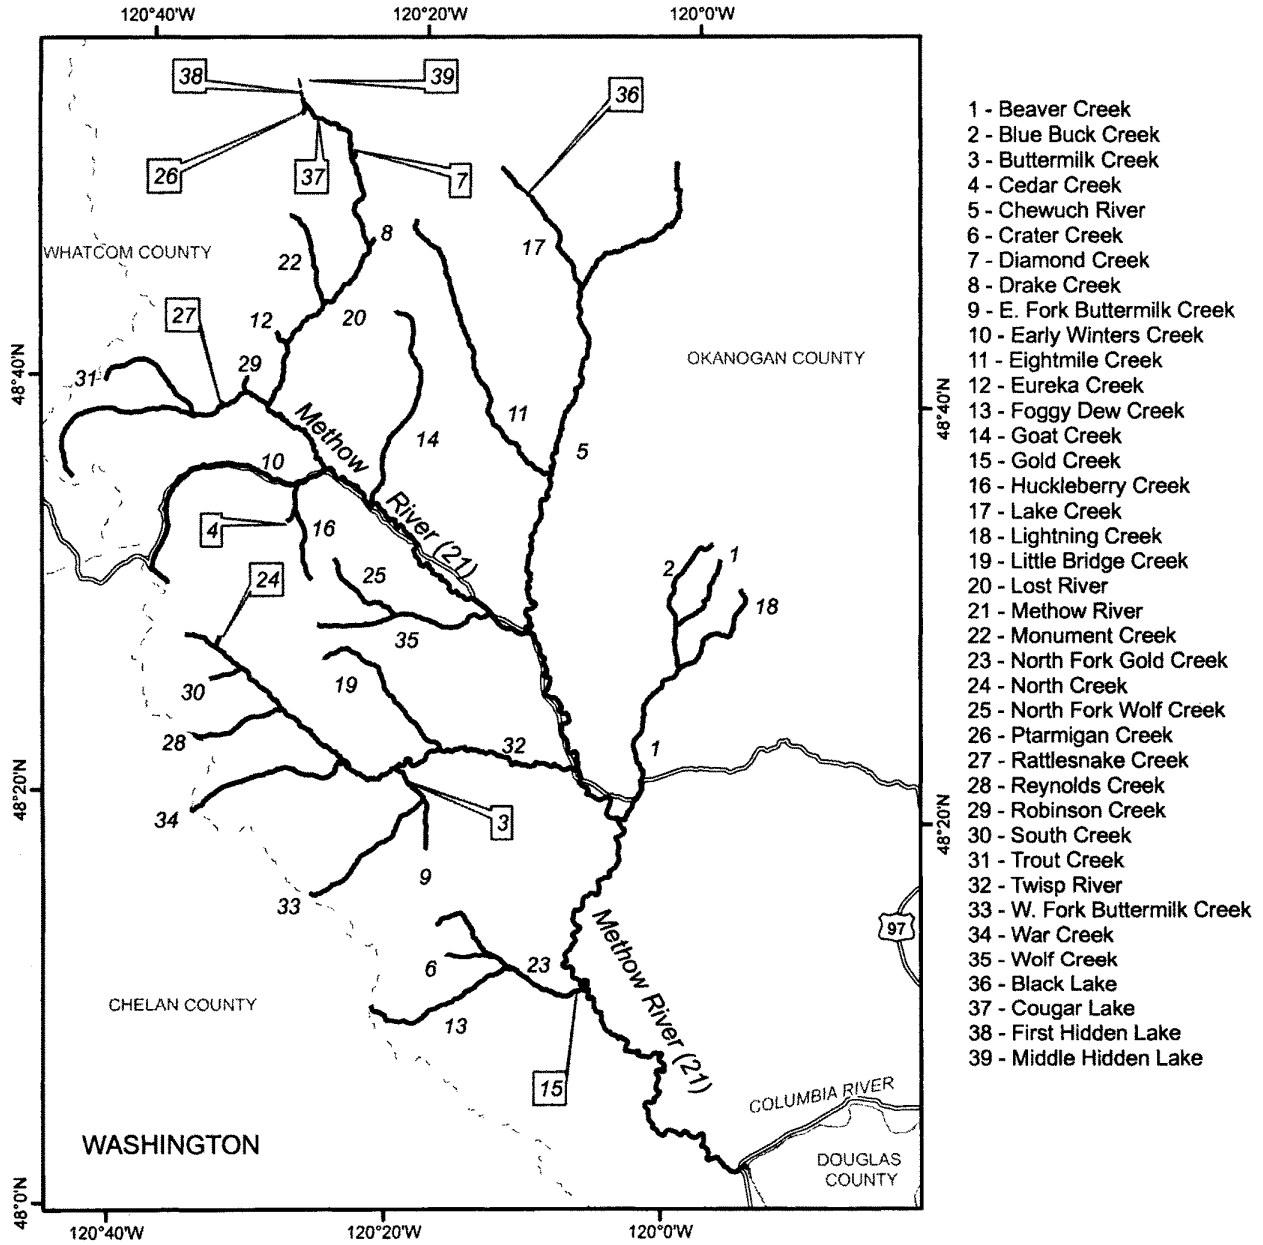 120°40'W
120°20'W
120°0'W
38
39
36
26
37
7
WHATCOM COUNTY
8
17
22
27
12
20
29
OKANOGAN COUNTY
48°40'N
48°40'N
31
Methow River (21)
11
14
5
10
4
16
24
25
2
1
18
35
30
19
28
32
1
48°20'N
48°20'N
34
3
9
33
97
Methow River (21)
6
23
CHELAN COUNTY
13
15
COLUMBIA RIVER
WASHINGTON
DOUGLAS
COUNTY
48°0'N
120°40'W
120°20'W
120°0'W
1 - Beaver Creek
2 - Blue Buck Creek
3 - Buttermilk Creek
4 - Cedar Creek
5 - Chewuch River
6 - Crater Creek
7 - Diamond Creek
8 - Drake Creek
9 - E. Fork Buttermilk Creek
10 - Early Winters Creek
11 - Eightmile Creek
12 - Eureka Creek
13 - Foggy Dew Creek
14 - Goat Creek
15 - Gold Creek
16 - Huckleberry Creek
17 - Lake Creek
18 - Lightning Creek
19 - Little Bridge Creek
20 - Lost River
21 - Methow River
22 - Monument Creek
23 - North Fork Gold Creek
24 - North Creek
25 - North Fork Wolf Creek
26 - Ptarmigan Creek
27 - Rattlesnake Creek
28 - Reynolds Creek
29 - Robinson Creek
30 - South Creek
31 - Trout Creek
32 - Twisp River
33 - W. Fork Buttermilk Creek
34 - War Creek
35 - Wolf Creek
36 - Black Lake
37 - Cougar Lake
38 - First Hidden Lake
39 - Middle Hidden Lake